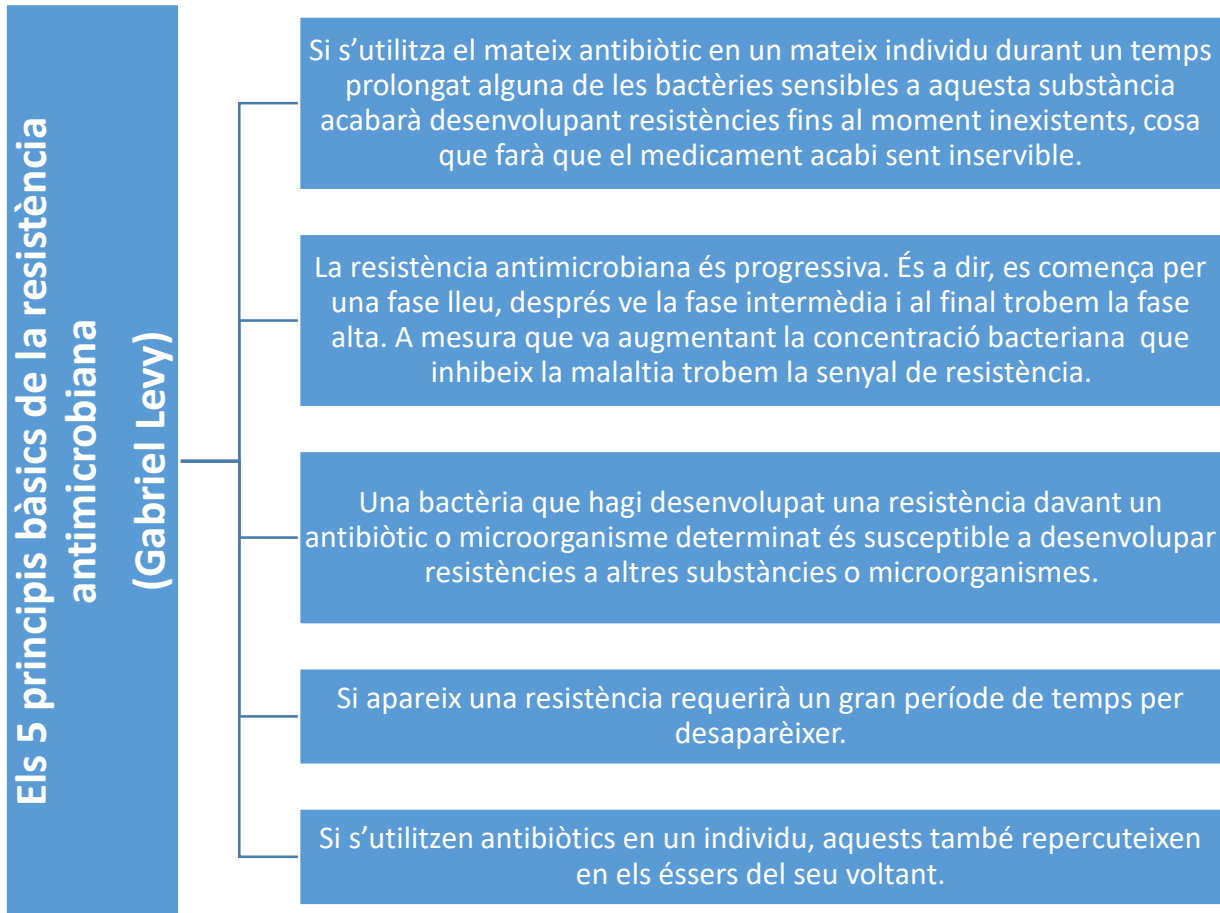 Els 5 principis bàsics de la resistència
antimicrobiana
(Gabriel Levy)
Si s’utilitza el mateix antibiòtic en un mateix individu durant un temps
prolongat alguna de les bactèries sensibles a aquesta substància
acabarà desenvolupant resistències fins al moment inexistents, cosa
que farà que el medicament acabi sent inservible.
La resistència antimicrobiana és progressiva. És a dir, es comença per
una fase lleu, després ve la fase intermèdia i al final trobem la fase
alta. A mesura que va augmentant la concentració bacteriana  que
inhibeix la malaltia trobem la senyal de resistència.
Una bactèria que hagi desenvolupat una resistència davant un
antibiòtic o microorganisme determinat és susceptible a desenvolupar
resistències a altres substàncies o microorganismes.
Si apareix una resistència requerirà un gran període de temps per
desaparèixer.
Si s’utilitzen antibiòtics en un individu, aquests també repercuteixen
en els éssers del seu voltant.